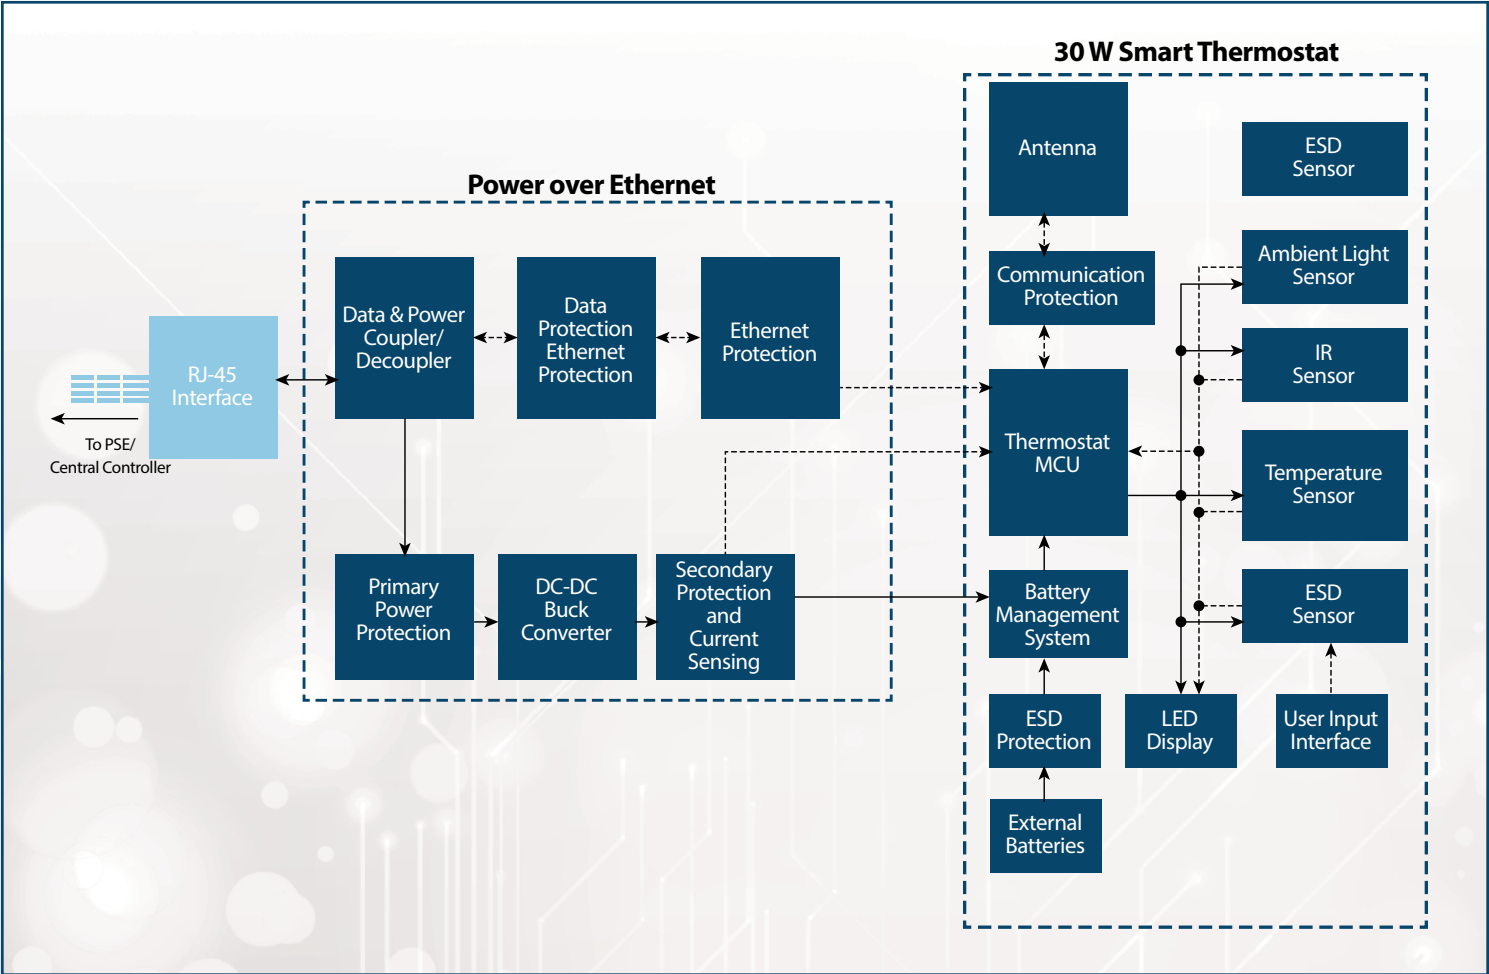 30 W Smart Thermostat
Power over Ethernet
RJ-45
Interface
To PSE/
Central Controller
Data & Power
Coupler/
Decoupler
Data
Protection
Ethernet
Protection
Ethernet
Protection
Primary
Power
Protection
DC-DC
Buck
Converter
Secondary
Protection
and
Current
Sensing
Antenna
Communication
Protection
Thermostat
MCU
Battery
Management
System
ESD
Protection
External
Batteries
ESD
Sensor
Ambient Light
Sensor
IR
Sensor
Temperature
Sensor
ESD
Sensor
LED
Display
User Input
Interface